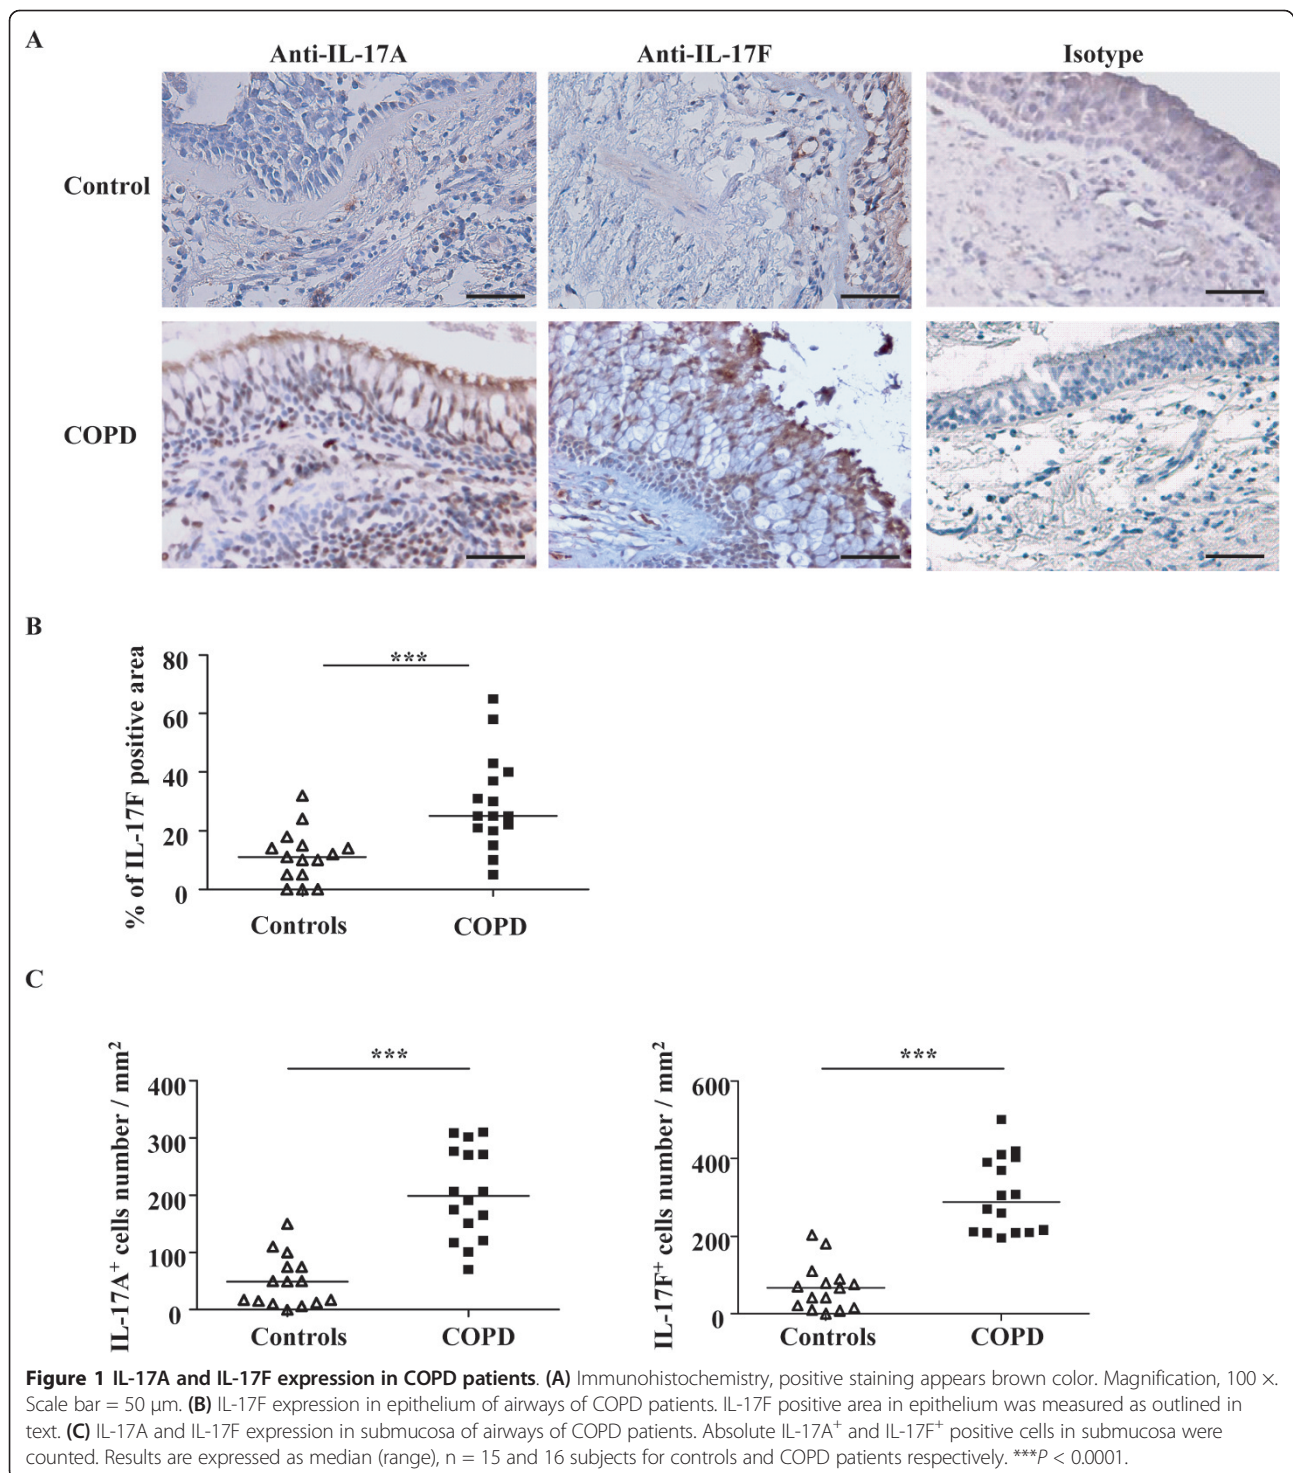 A
Anti-IL-17A Anti-IL-17F Isotype
Control
COPD
B
% of IL-17F positive area
80
60
40
20
0
***
Controls COPD
C
IL-17A⁺ cells number / mm²
400
300
200
100
0
***
Controls COPD
IL-17F⁺ cells number / mm²
600
400
200
0
***
Controls COPD
Figure 1 IL-17A and IL-17F expression in COPD patients. (A) Immunohistochemistry, positive staining appears brown color. Magnification, 100 ×.
Scale bar = 50 μm. (B) IL-17F expression in epithelium of airways of COPD patients. IL-17F positive area in epithelium was measured as outlined in
text. (C) IL-17A and IL-17F expression in submucosa of airways of COPD patients. Absolute IL-17A⁺ and IL-17F⁺ positive cells in submucosa were
counted. Results are expressed as median (range), n = 15 and 16 subjects for controls and COPD patients respectively. ***P < 0.0001.